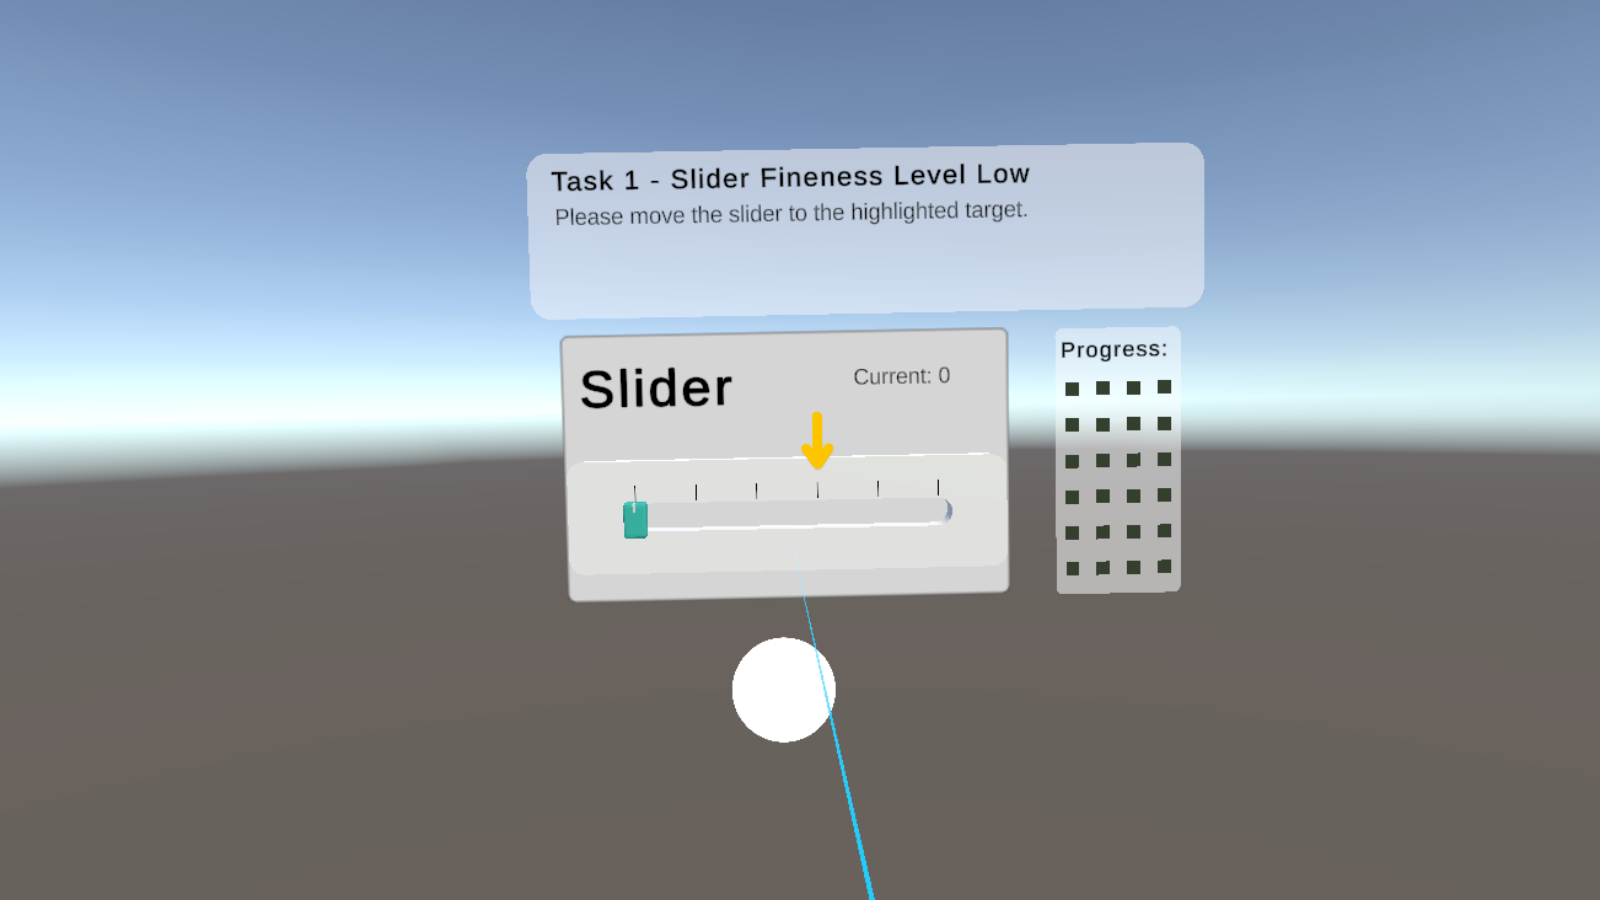 Task 1 - Slider Fineness Level Low
Please move the slider to the highlighted target.
Slider
Current: 0
Progress: